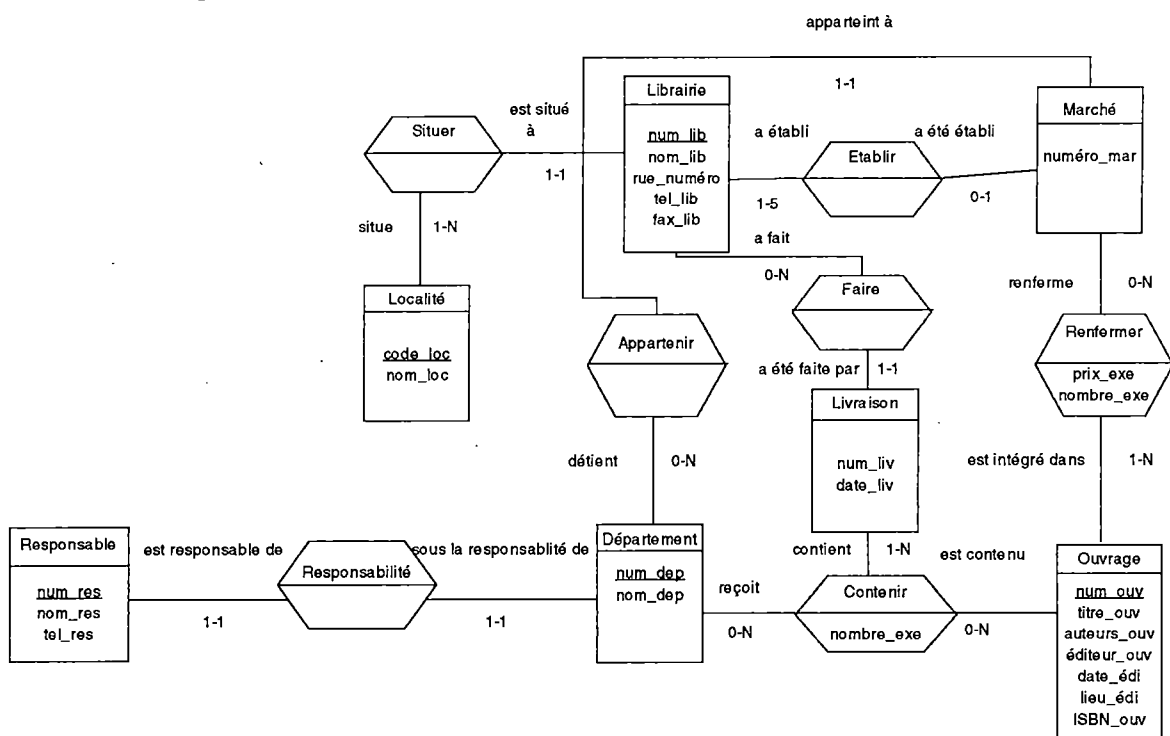 appartient à
1-1
Librairie
num_lib
nom_lib
rue_numéro
tel_lib
fax_lib
Marché
numéro_mar
est situé
à
Situer
1-1
a établi
a été établi
Etablir
1-5
0-1
situe
1-N
Localité
code_loc
nom_loc
a fait
0-N
Faire
renferme
0-N
Renfermer
prix_exe
nombre_exe
Appartenir
a été faite par
1-1
Livraison
num_liv
date_liv
détient
0-N
est intégré dans
1-N
Responsable
num_res
nom_res
tel_res
est responsable de
1-1
Responsabilité
sous la responsablité de
1-1
Département
num_dep
nom_dep
contient
1-N
reçoit
0-N
Contenir
nombre_exe
est contenu
0-N
Ouvrage
num_ouv
titre_ouv
auteurs_ouv
éditeur_ouv
date_édi
lieu_édi
ISBN_ouv